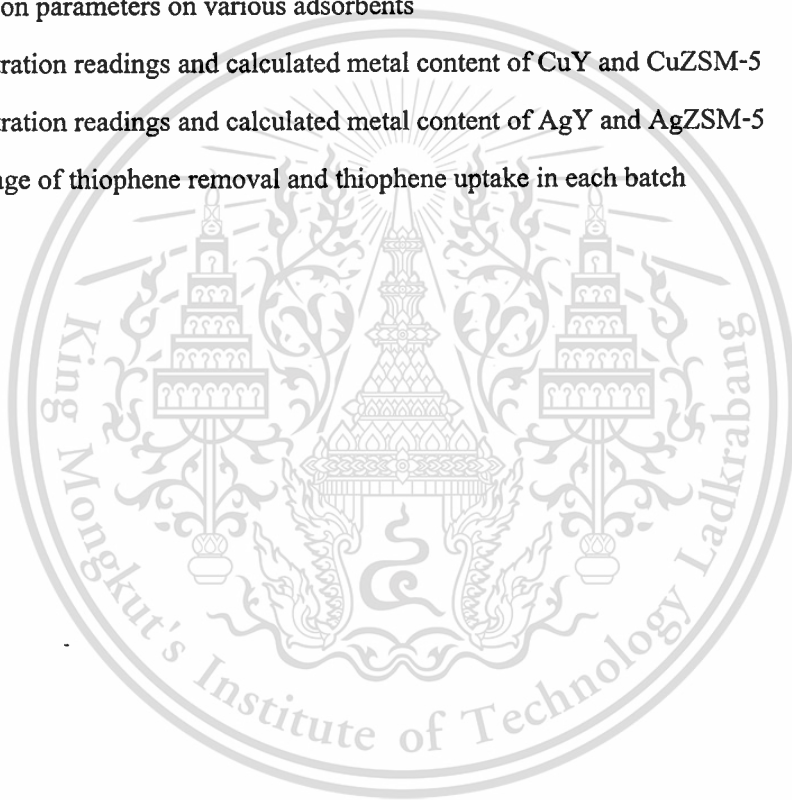 on parameters on various adsorbents
ration readings and calculated metal content of CuY and CuZSM-5
ration readings and calculated metal content of AgY and AgZSM-5
ge of thiophene removal and thiophene uptake in each batch
King Mongkut's Institute of Technology Ladkrabang